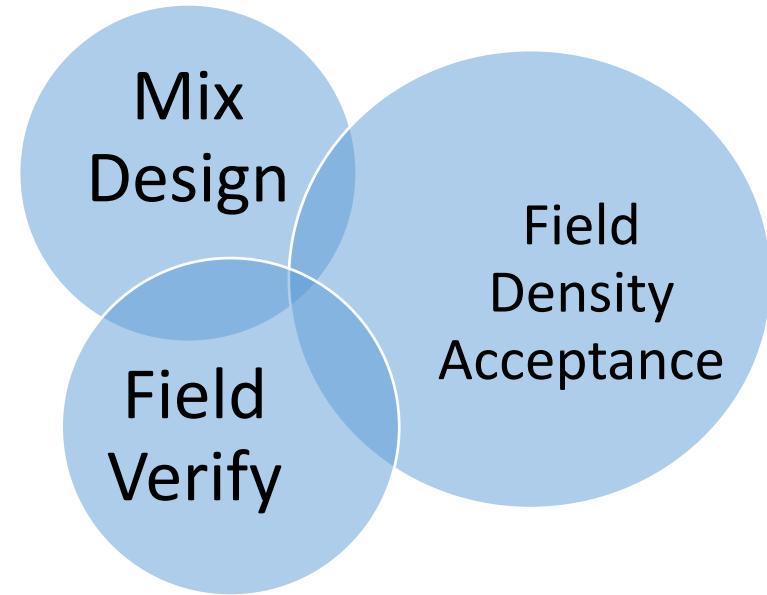 Mix
Design
Field
Density
Acceptance
Field
Verify